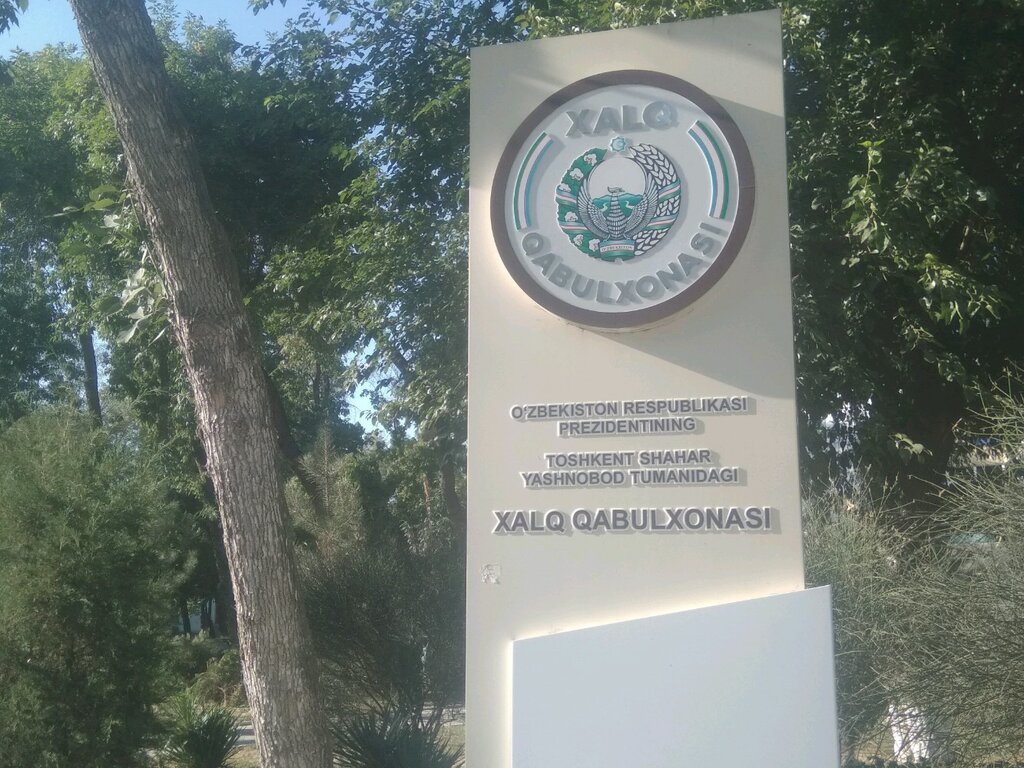 XALQ
QABULXONASI
O'ZBEKISTON RESPUBLIKASI
PREZIDENTINING
TOSHKENT SHAHAR
YASHNOBOD TUMANIDAGI
XALQ QABULXONASI